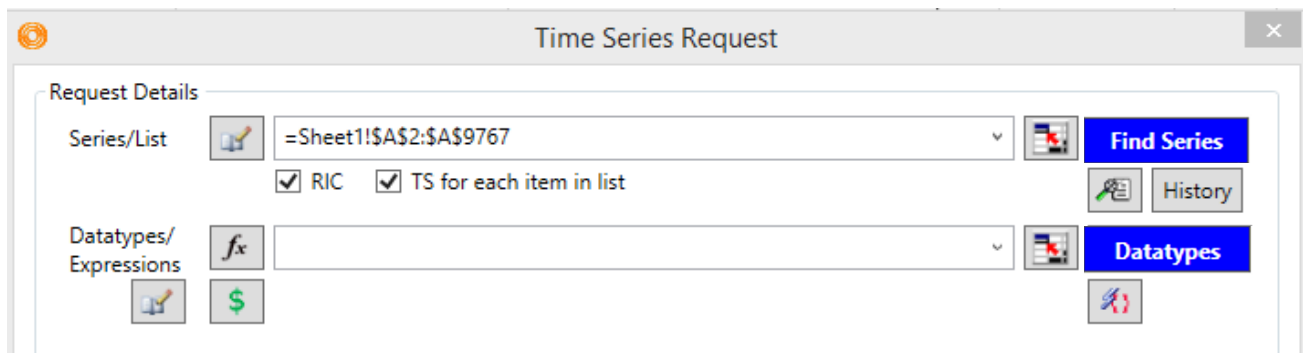 Time Series Request
Request Details
Series/List
=Sheet1!$A$2:$A$9767
Find Series
RIC
TS for each item in list
History
Datatypes/
Expressions
fx
Datatypes
$